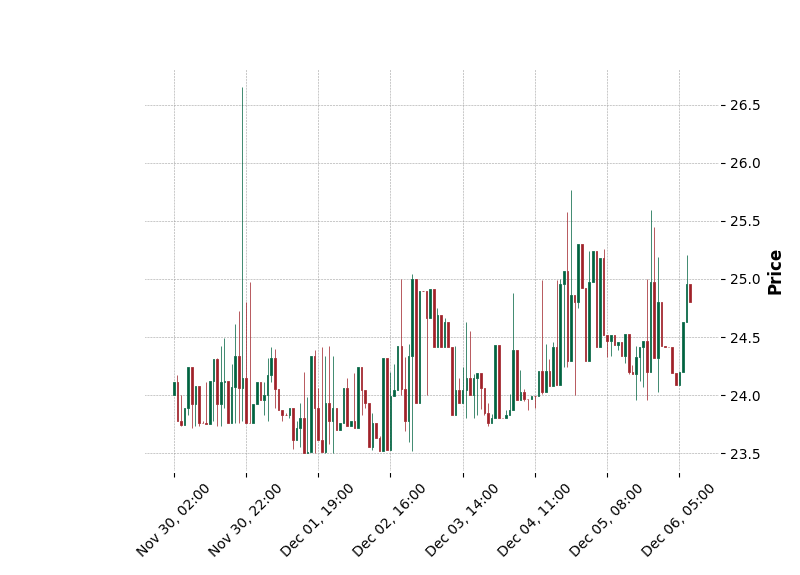 26.5
26.0
25.5
25.0
24.5
24.0
23.5
Price
Nov 30, 02:00
Nov 30, 22:00
Dec 01, 19:00
Dec 02, 16:00
Dec 03, 14:00
Dec 04, 11:00
Dec 05, 08:00
Dec 06, 05:00